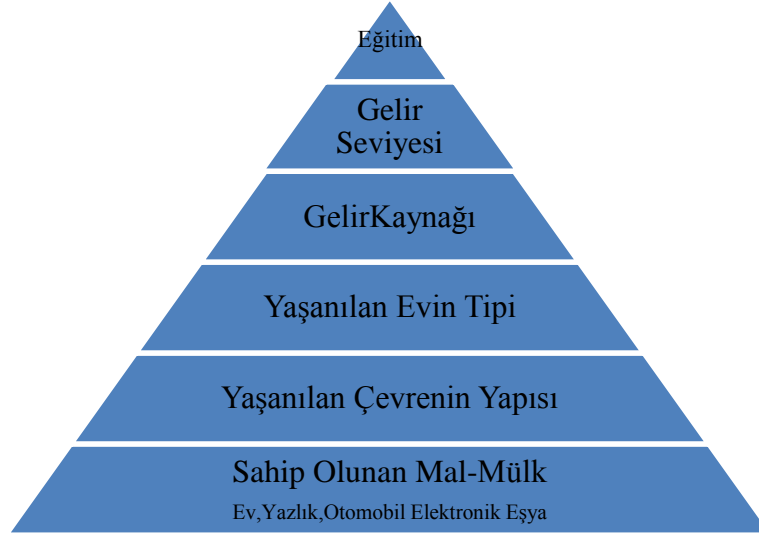 Eğitim
Gelir
Seviyesi
GelirKaynağı
Yaşanılan Evin Tipi
Yaşanılan Çevrenin Yapısı
Sahip Olunan Mal-Mülk
Ev,Yazlık,Otomobil Elektronik Eşya